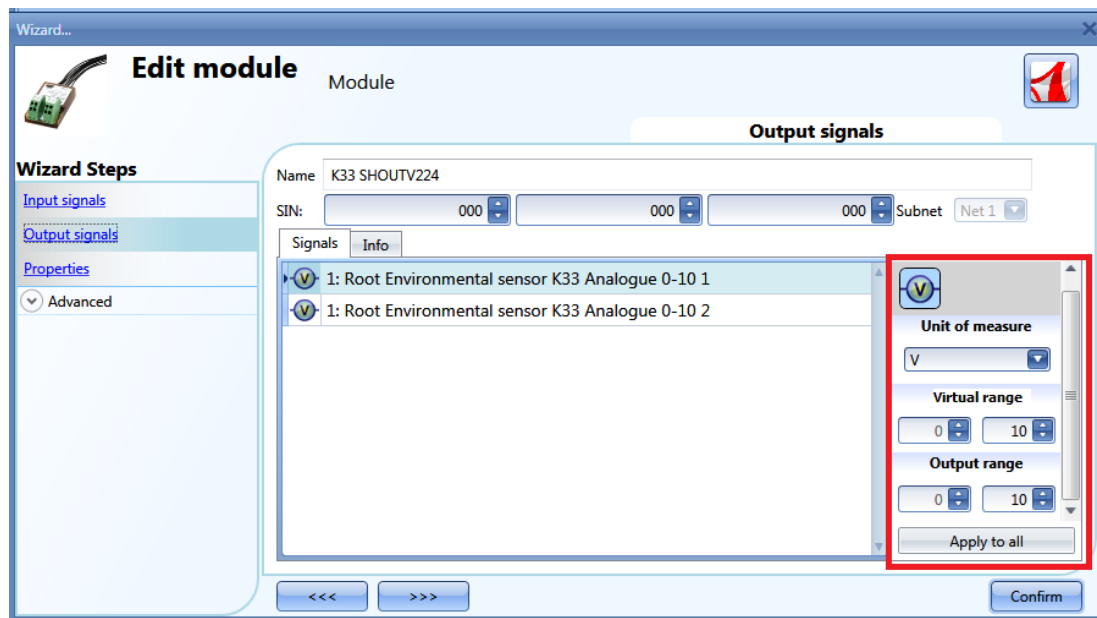 Wizard...
Edit module
Module
Output signals
Wizard Steps
Input signals
Output signals
Properties
Advanced
Name K33 SHOUTV224
SIN: 000 000 000 Subnet Net 1
Signals Info
V 1: Root Environmental sensor K33 Analogue 0-10 1
V 1: Root Environmental sensor K33 Analogue 0-10 2
V
Unit of measure
V
Virtual range
0 10
Output range
0 10
Apply to all
<<< >>> Confirm